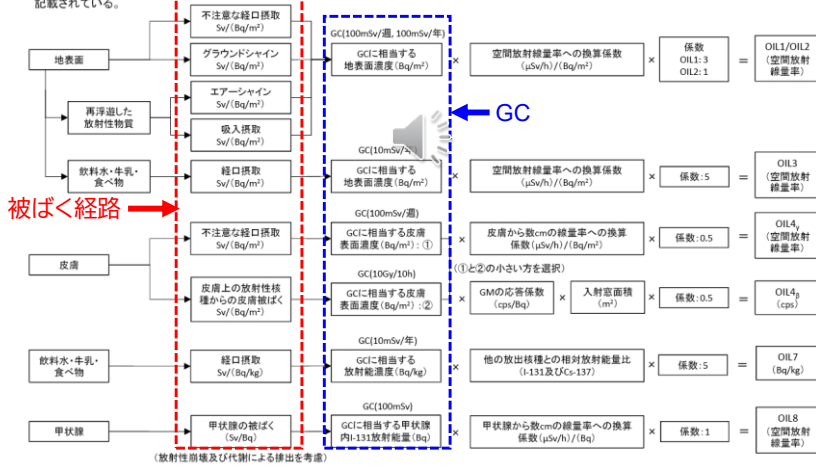 記載されている。
不注意な経口摂取
Sv/(Bq/m²)
GC(100mSv/週, 100mSv/年)
地表面
グラウンドシャイン
Sv/(Bq/m²)
GCに相当する
地表面濃度(Bq/m²)
×
空間放射線量率への換算係数
(μSv/h)/(Bq/m²)
×
係数
OIL1: 3
OIL2: 1
=
OIL1/OIL2
(空間放射
線量率)
エアーシャイン
Sv/(Bq/m²)
再浮遊した
放射性物質
吸入摂取
Sv/(Bq/m²)
GC
GC(10mSv/年)
飲料水・牛乳・
食べ物
経口摂取
Sv/(Bq/m²)
GCに相当する
地表面濃度(Bq/m²)
×
空間放射線量率への換算係数
(μSv/h)/(Bq/m²)
×
係数:5
=
OIL3
(空間放射
線量率)
被ばく経路
GC(100mSv/週)
不注意な経口摂取
Sv/(Bq/m²)
GCに相当する皮膚
表面濃度(Bq/m²):①
×
皮膚から数cmの線量率への換算
係数(μSv/h)/(Bq/m²)
×
係数:0.5
=
OIL4γ
(空間放射
線量率)
皮膚
(①と②の小さい方を選択)
GC(10Gy/10h)
皮膚上の放射性核
種からの皮膚被ばく
Sv/(Bq/m²)
GCに相当する皮膚
表面濃度(Bq/m²):②
×
GMの応答係数
(cps/Bq)
×
入射窓面積
(m²)
×
係数:0.5
=
OIL4β
(cps)
GC(10mSv/年)
飲料水・牛乳・
食べ物
経口摂取
Sv/(Bq/kg)
GCに相当する
放射能濃度(Bq/kg)
×
他の放出核種との相対放射能量比
(I-131及びCs-137)
×
係数:5
=
OIL7
(Bq/kg)
GC(100mSv)
甲状腺
甲状腺の被ばく
(Sv/Bq)
GCに相当する甲状腺
内I-131放射能量(Bq)
×
甲状腺から数cmの線量率への換算
係数(μSv/h)/(Bq)
×
係数:1
=
OIL8
(空間放射
線量率)
(放射性崩壊及び代謝による排出を考慮)